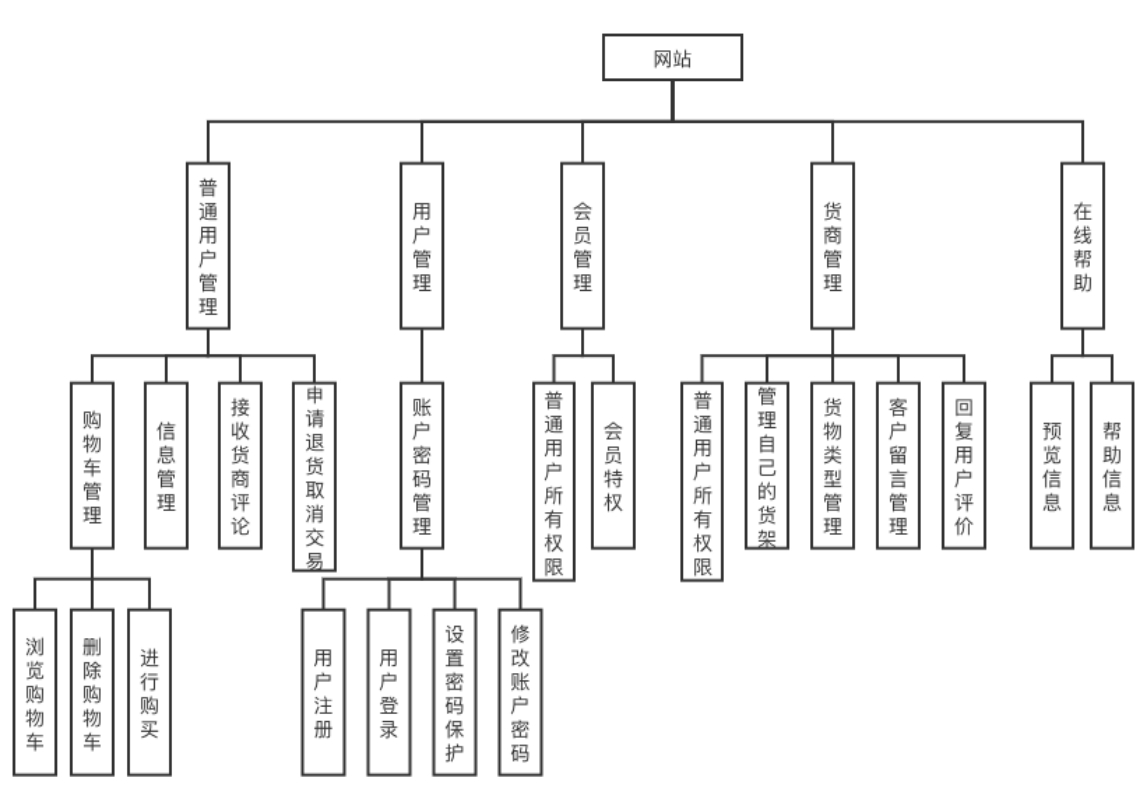 网站
普通用户管理
用户管理
会员管理
货商管理
在线帮助
购物车管理
信息管理
接收货商评论
申请退货取消交易
账户密码管理
普通用户所有权限
会员特权
普通用户所有权限
管理自己的货架
货物类型管理
客户留言管理
回复用户评价
预览信息
帮助信息
浏览购物车
删除购物车
进行购买
用户注册
用户登录
设置密码保护
修改账户密码